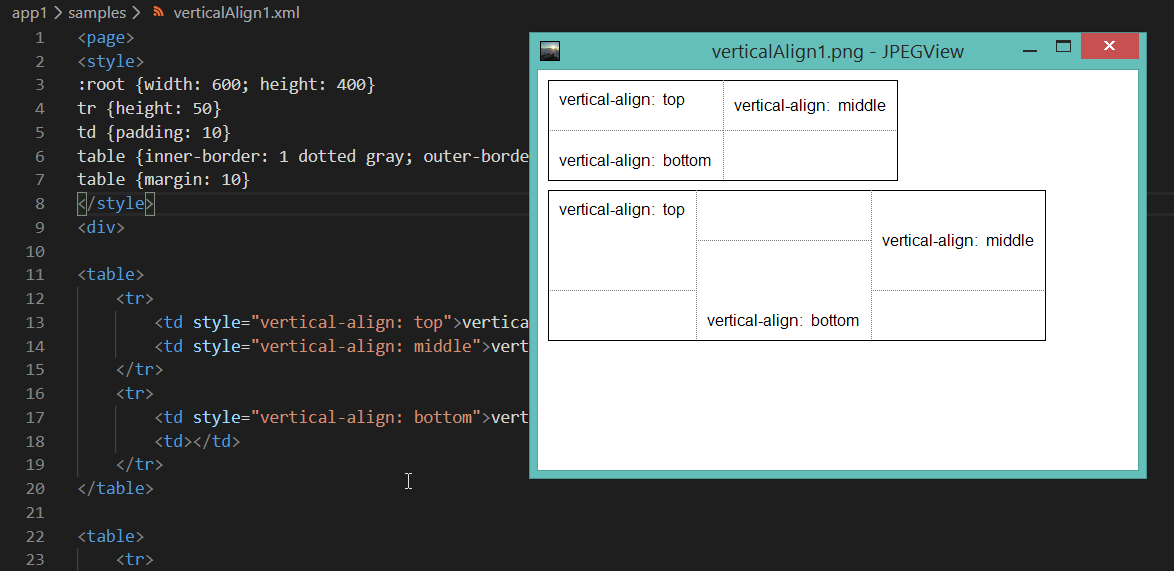 app1 > samples > verticalAlign1.xml
1 <page>
2 <style>
3 :root {width: 600; height: 400}
4 tr {height: 50}
5 td {padding: 10}
6 table {inner-border: 1 dotted gray; outer-borde
7 table {margin: 10}
8 </style>
9 <div>
10
11 <table>
12 <tr>
13 <td style="vertical-align: top">vertica
14 <td style="vertical-align: middle">vert
15 </tr>
16 <tr>
17 <td style="vertical-align: bottom">vert
18 <td></td>
19 </tr>
20 </table>
21
22 <table>
23 <tr>
verticalAlign1.png - JPEGView
vertical-align: top
vertical-align: middle
vertical-align: bottom
vertical-align: top
vertical-align: middle
vertical-align: bottom